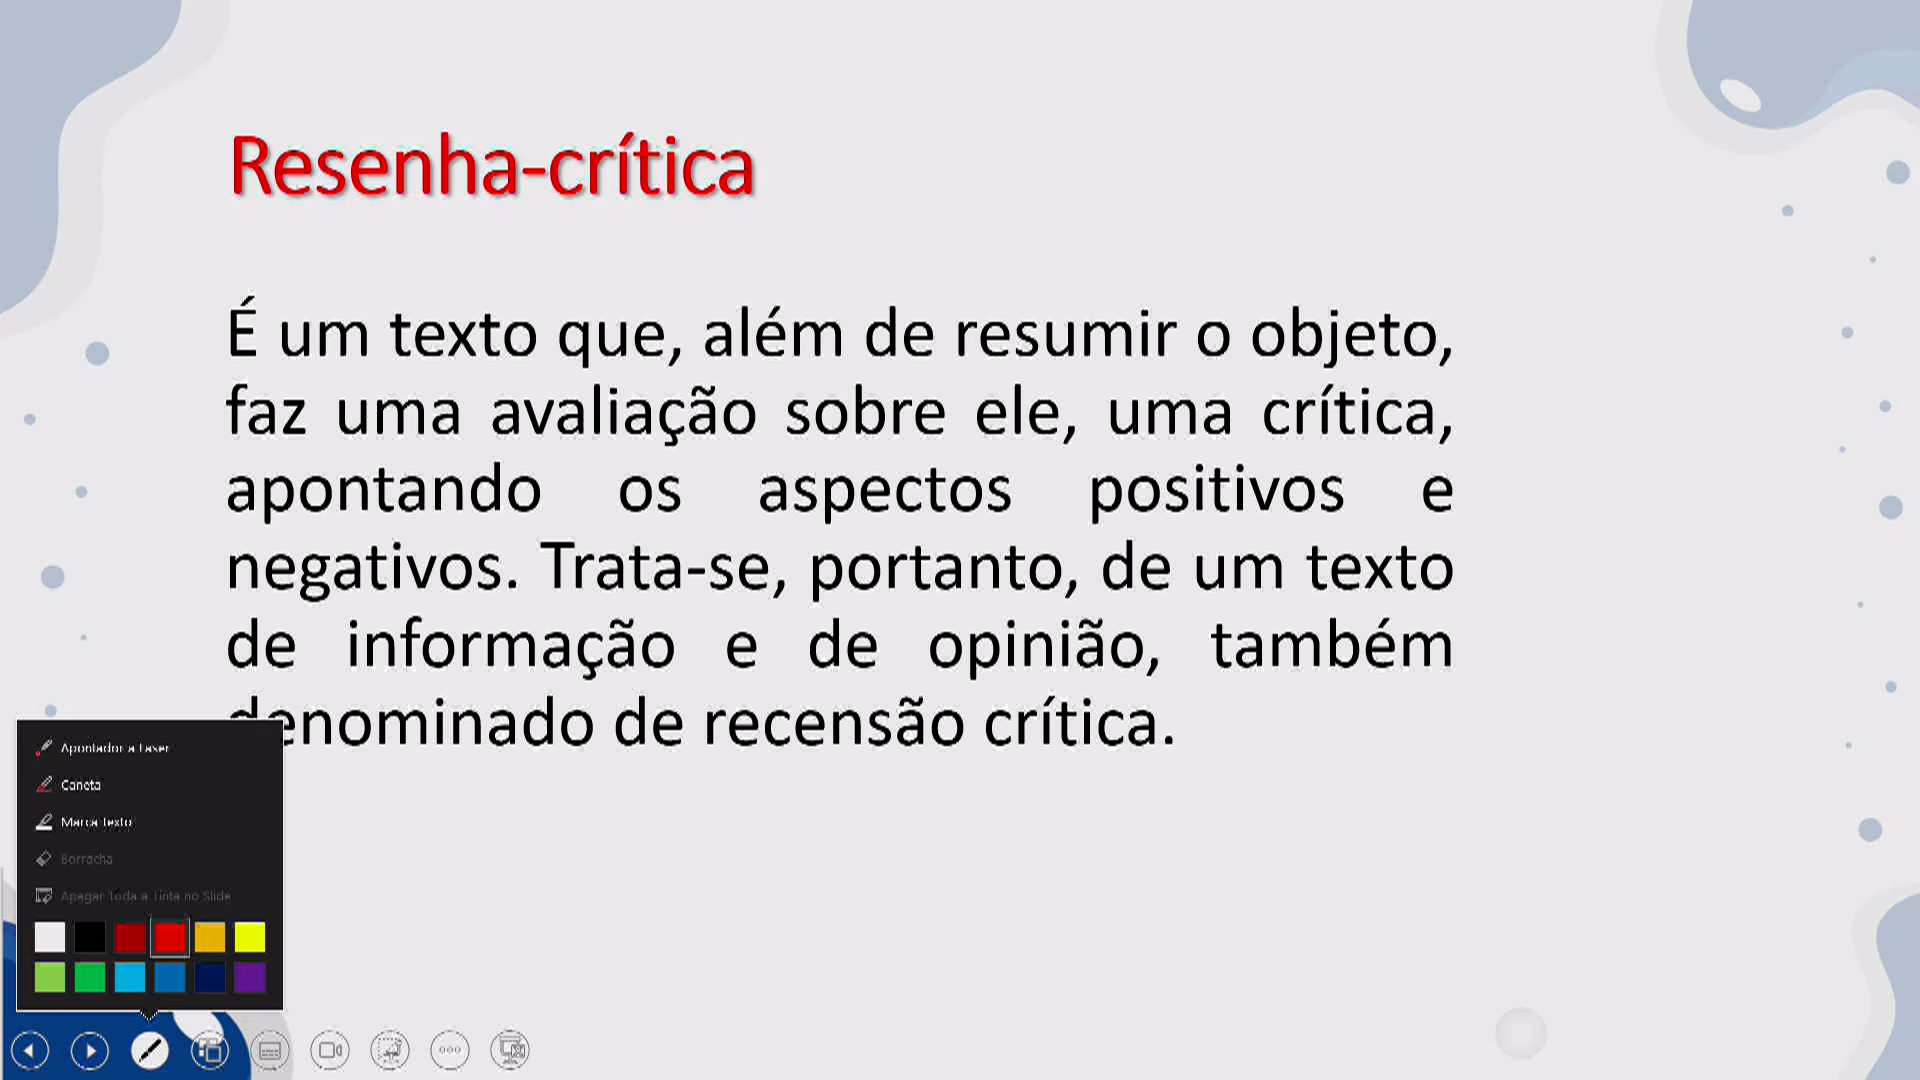 Resenha-crítica
É um texto que, além de resumir o objeto,
faz uma avaliação sobre ele, uma crítica,
apontando os aspectos positivos e
negativos. Trata-se, portanto, de um texto
de informação e de opinião, também
denominado de recensão crítica.
Apontador a Laser
Caneta
Marca-texto
Borracha
Apagar Toda a Tinta no Slide